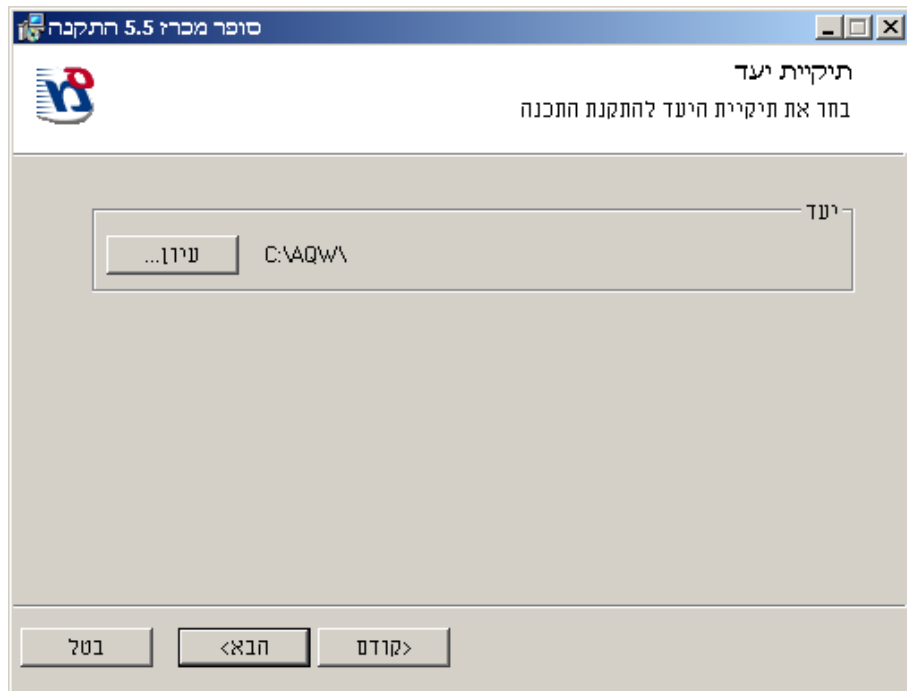 סופר מכרז 5.5 התקנה
תיקיית יעד
בחר את תיקיית היעד להתקנת התכנה
יעד
עיון...
C:\AQW\
<קודם
הבא>
בטל